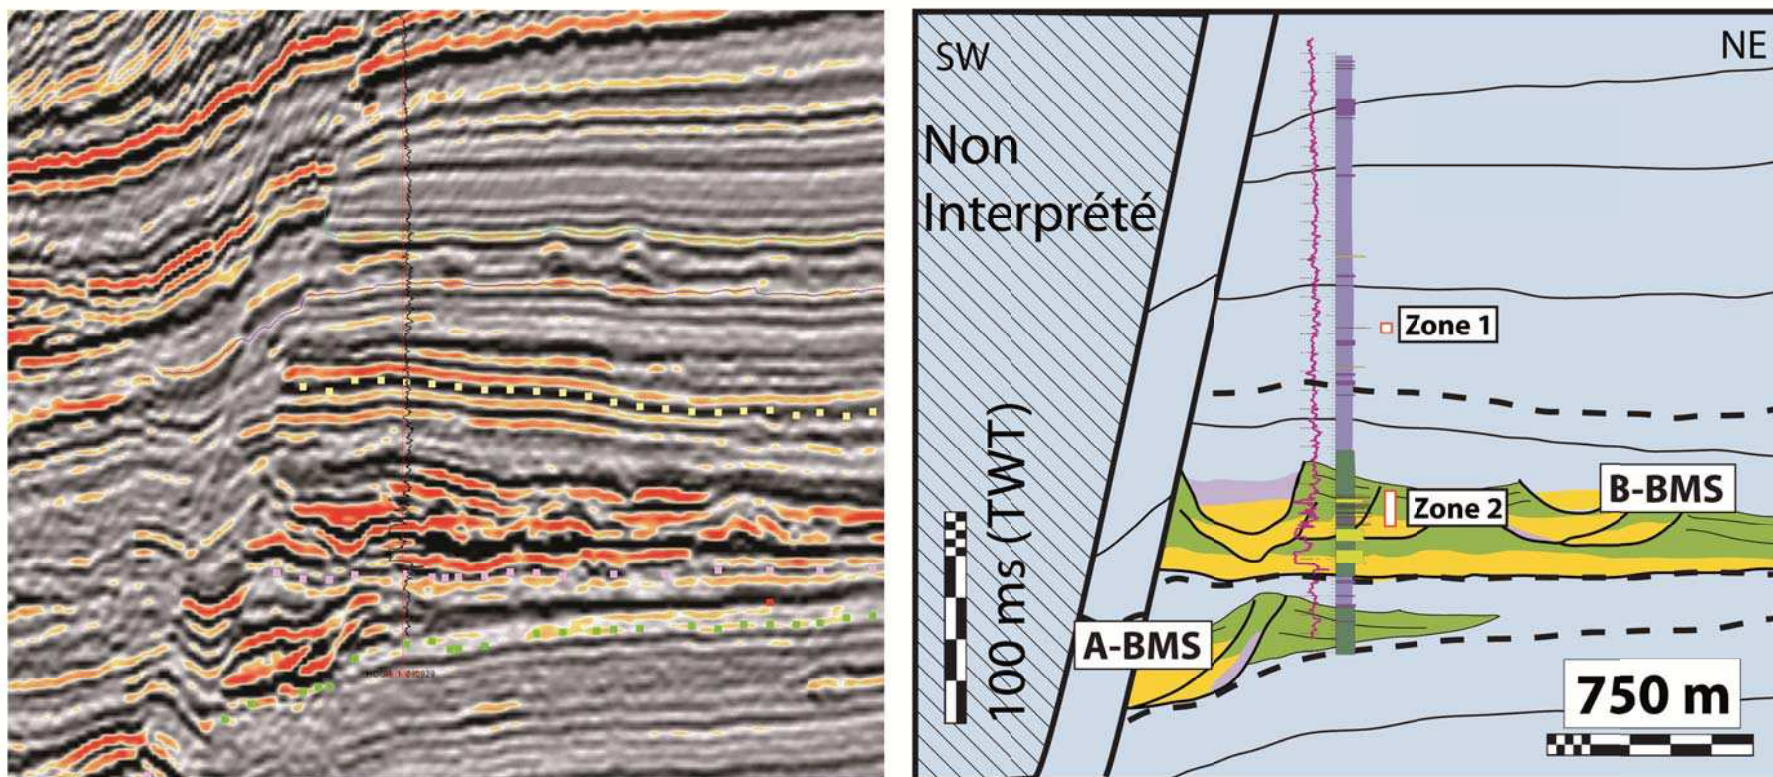 SW
NE
Non
Interprété
Zone 1
100 ms (TWT)
B-BMS
Zone 2
A-BMS
750 m